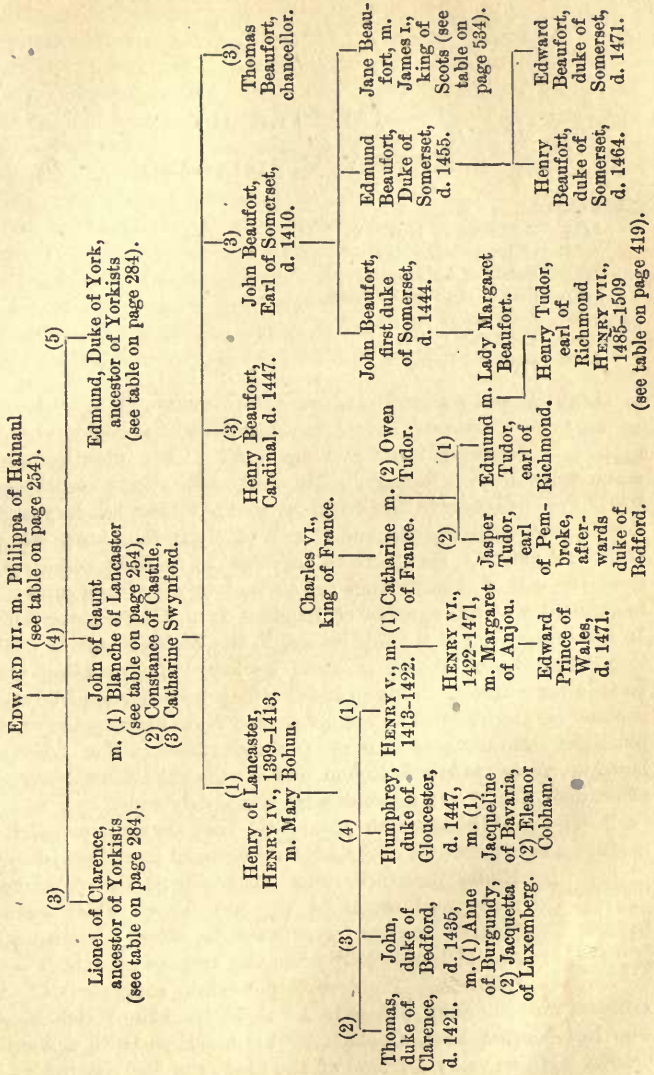 EDWARD III. m. Philippa of Hainaul
(see table on page 254).
(3)
(4)
(5)
Lionel of Clarence,
ancestor of Yorkists
(see table on page 284).
John of Gaunt
m. (1) Blanche of Lancaster
(see table on page 254),
(2) Constance of Castile,
(3) Catharine Swynford.
Edmund, Duke of York,
ancestor of Yorkists
(see table on page 284).
(1)
Henry of Lancaster,
HENRY IV., 1399–1413,
m. Mary Bohun.
(3)
Henry Beaufort,
Cardinal, d. 1447.
(3)
John Beaufort,
Earl of Somerset,
d. 1410.
(3)
Thomas
Beaufort,
chancellor.
Charles VI.,
king of France.
(2)
Thomas,
duke of
Clarence,
d. 1421.
(3)
John,
duke of
Bedford,
d. 1435,
m. (1) Anne
of Burgundy,
(2) Jacquetta
of Luxemberg.
(4)
Humphrey,
duke of
Gloucester,
d. 1447,
m. (1)
Jacqueline
of Bavaria,
(2) Eleanor
Cobham.
(1)
HENRY V., m. (1) Catharine m. (2) Owen
1413–1422. of France. Tudor.
John Beaufort,
first duke
of Somerset,
d. 1444.
Edmund
Beaufort,
Duke of
Somerset,
d. 1455.
Jane Beau-
fort, m.
James I.,
king of
Scots (see
table on
page 534).
HENRY VI.,
1422–1471,
m. Margaret
of Anjou.
(2)
Jasper
Tudor,
earl
of Pem-
broke,
after-
wards
duke of
Bedford.
(1)
Edmund m. Lady Margaret
Tudor, Beaufort.
earl of
Richmond.
Edward
Prince of
Wales,
d. 1471.
Henry Tudor,
earl of
Richmond
HENRY VII.,
1485–1509
(see table on page 419).
Henry
Beaufort,
duke of
Somerset,
d. 1464.
Edward
Beaufort,
duke of
Somerset,
d. 1471.